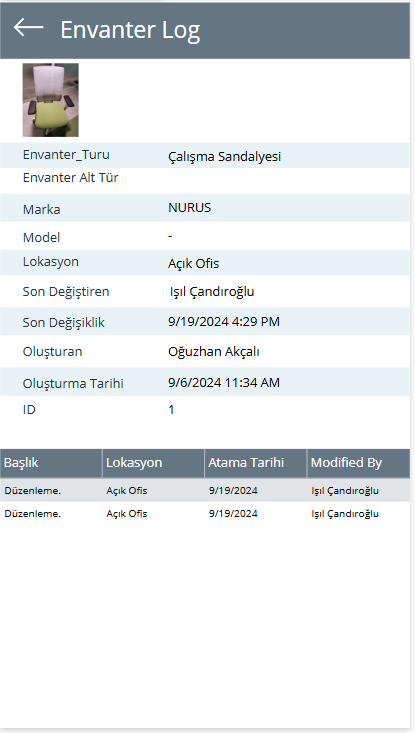 Envanter Log
Envanter_Turu Çalışma Sandalyesi
Envanter Alt Tür
Marka NURUS
Model -
Lokasyon Açık Ofis
Son Değiştiren Işıl Çandıroğlu
Son Değişiklik 9/19/2024 4:29 PM
Oluşturan Oğuzhan Akçalı
Oluşturma Tarihi 9/6/2024 11:34 AM
ID 1
Başlık Lokasyon Atama Tarihi Modified By
Düzenleme. Açık Ofis 9/19/2024 Işıl Çandıroğlu
Düzenleme. Açık Ofis 9/19/2024 Işıl Çandıroğlu